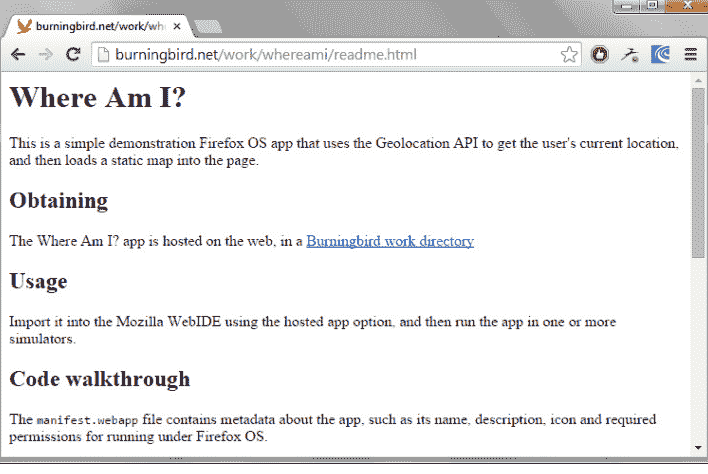 burningbird.net/work/whe
burningbird.net/work/whereami/readme.html
Where Am I?
This is a simple demonstration Firefox OS app that uses the Geolocation API to get the user's current location,
and then loads a static map into the page.
Obtaining
The Where Am I? app is hosted on the web, in a Burningbird work directory
Usage
Import it into the Mozilla WebIDE using the hosted app option, and then run the app in one or more
simulators.
Code walkthrough
The manifest.webapp file contains metadata about the app, such as its name, description, icon and required
permissions for running under Firefox OS.